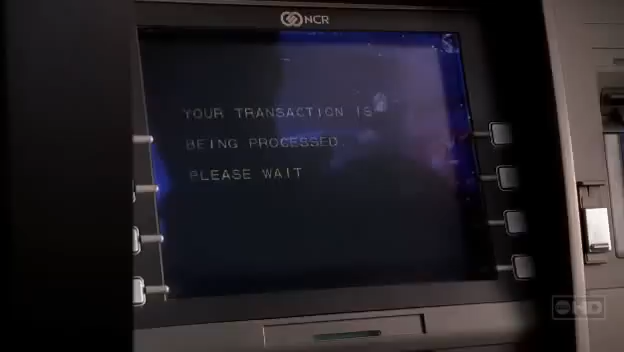 NCR
YOUR TRANSACTION IS
BEING PROCESSED.
PLEASE WAIT
HD